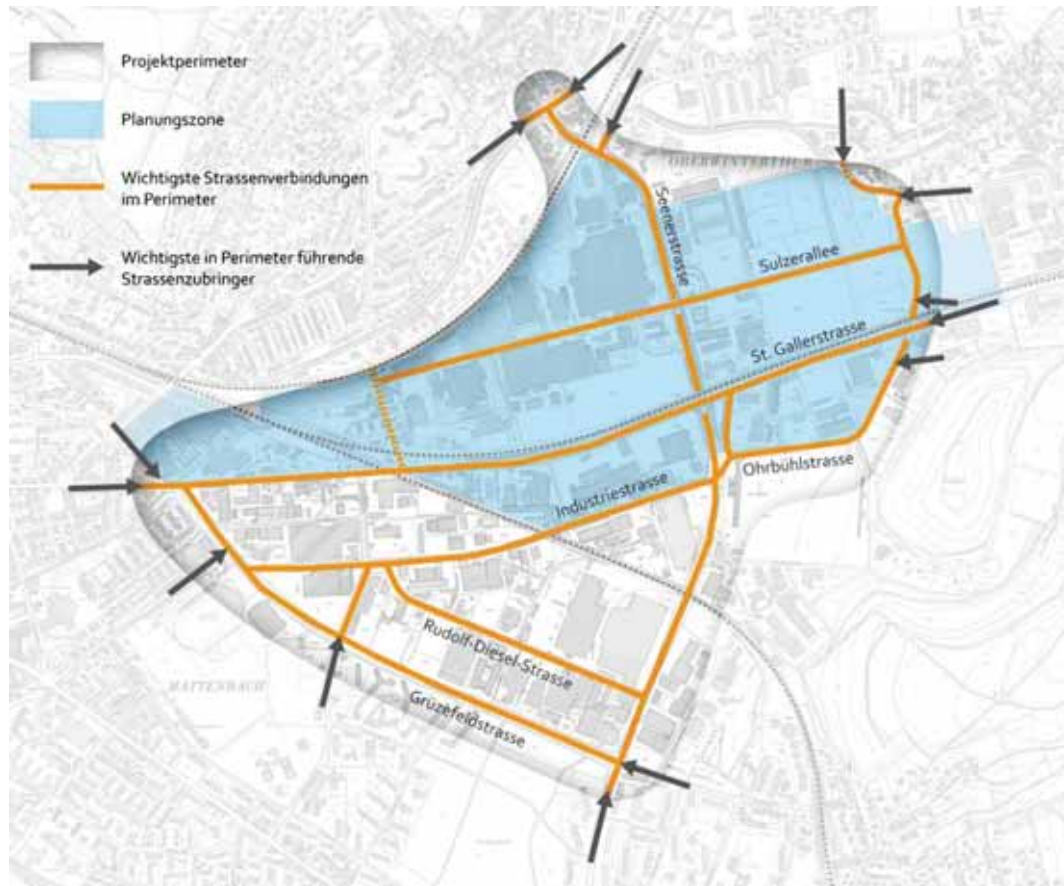 Projektperimeter
Planungszone
Wichtigste Strassenverbindungen
im Perimeter
Wichtigste in Perimeter führende
Strassenzubringer
OBERWINTERTHUR
Seenerstrasse
Sulzerallee
St. Gallerstrasse
Ohrbühlstrasse
Industriestrasse
Rudolf-Diesel-Strasse
Grüzefeldstrasse
MATTENBACH